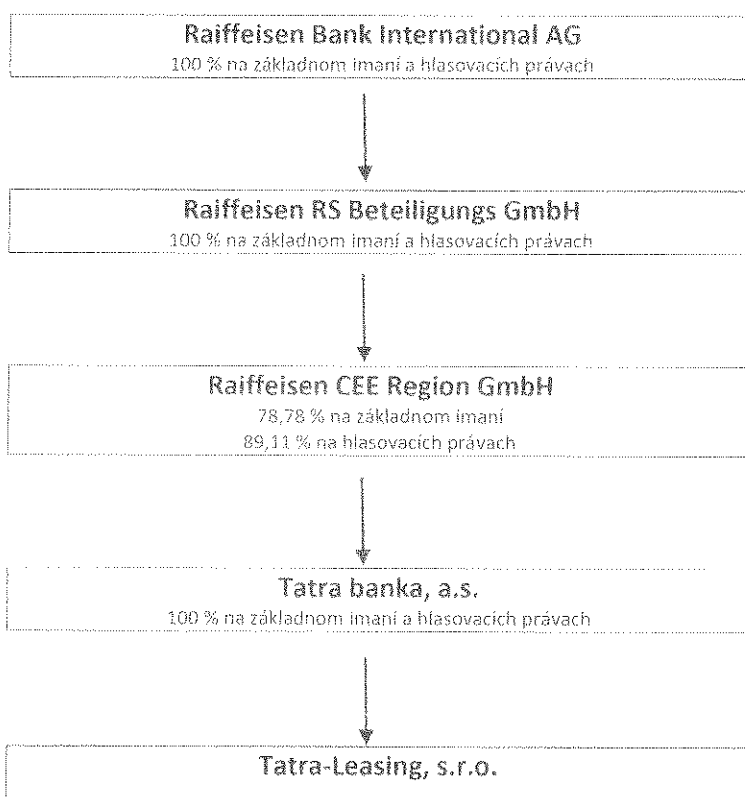 Raiffeisen Bank International AG
100 % na základnom imaní a hlasovacích právach
Raiffeisen RS Beteiligungs GmbH
100 % na základnom imaní a hlasovacích právach
Raiffeisen CEE Region GmbH
78,78 % na základnom imaní
89,11 % na hlasovacích právach
Tatra banka, a.s.
100 % na základnom imaní a hlasovacích právach
Tatra-Leasing, s.r.o.